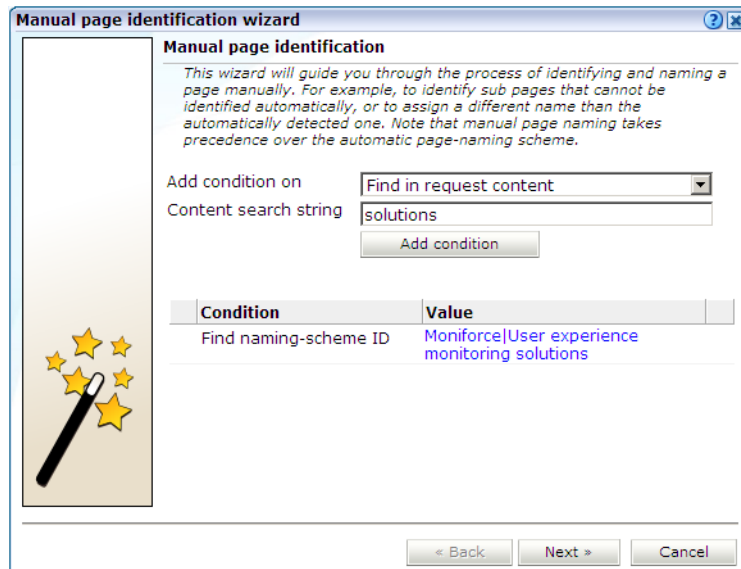 Manual page identification wizard
?
Manual page identification
This wizard will guide you through the process of identifying and naming a
page manually. For example, to identify sub pages that cannot be
identified automatically, or to assign a different name than the
automatically detected one. Note that manual page naming takes
precedence over the automatic page-naming scheme.
Add condition on
Find in request content
Content search string
solutions
Add condition
Condition Value
Find naming-scheme ID Moniforce|User experience
monitoring solutions
« Back Next » Cancel